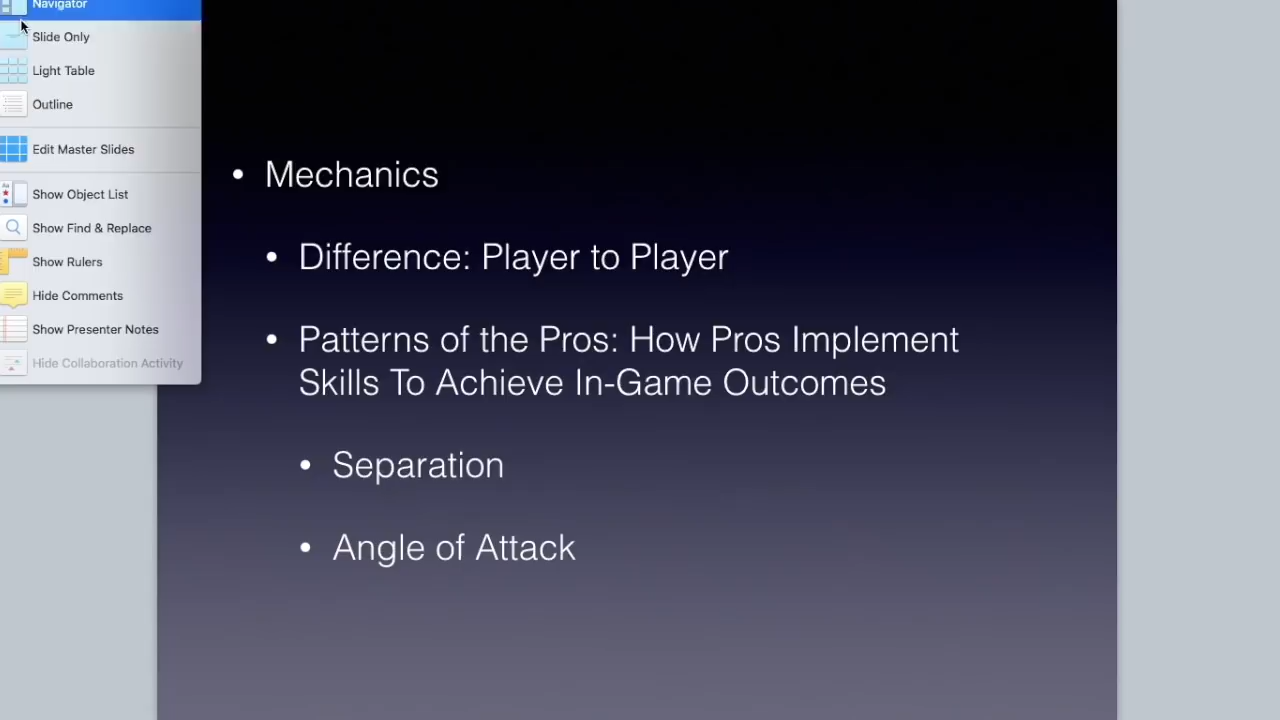 Navigator
Slide Only
Light Table
Outline
Edit Master Slides
Show Object List
Show Find & Replace
Show Rulers
Hide Comments
Show Presenter Notes
Hide Collaboration Activity
• Mechanics
• Difference: Player to Player
• Patterns of the Pros: How Pros Implement
Skills To Achieve In-Game Outcomes
• Separation
• Angle of Attack